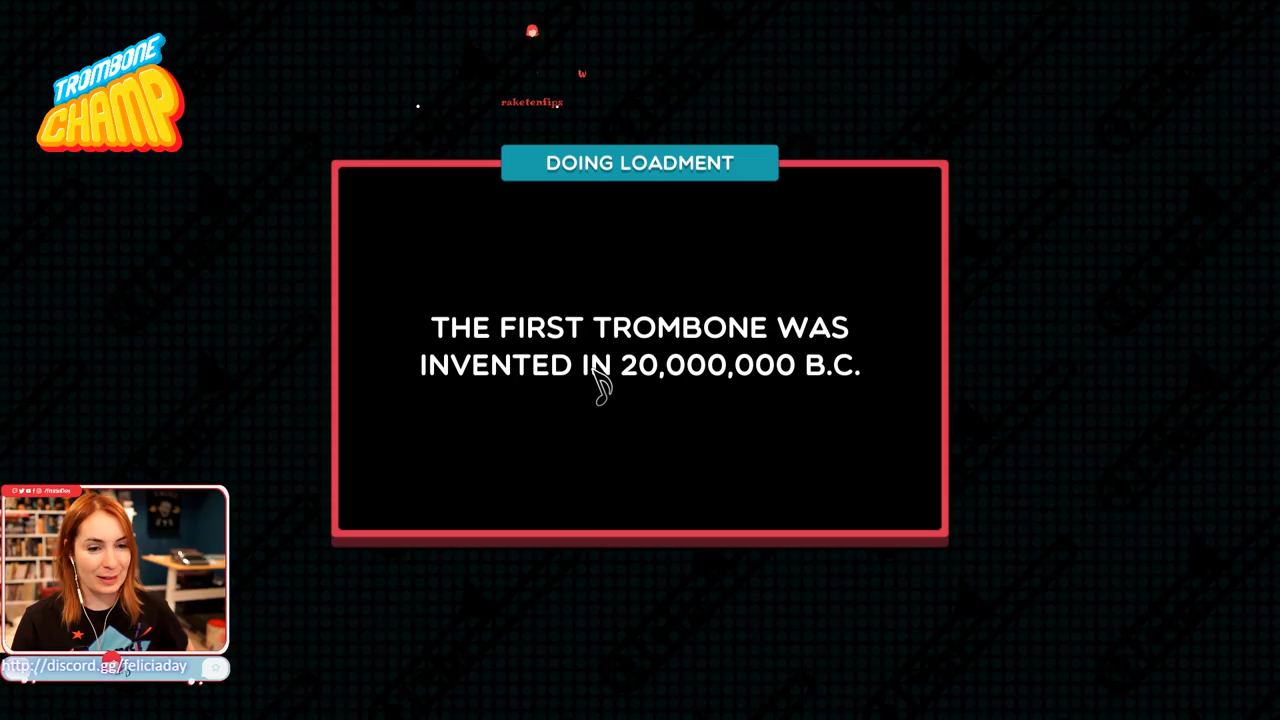 TROMBONE
CHAMP
raketenfips
DOING LOADMENT
THE FIRST TROMBONE WAS
INVENTED IN 20,000,000 B.C.
http://discord.gg/feliciaday